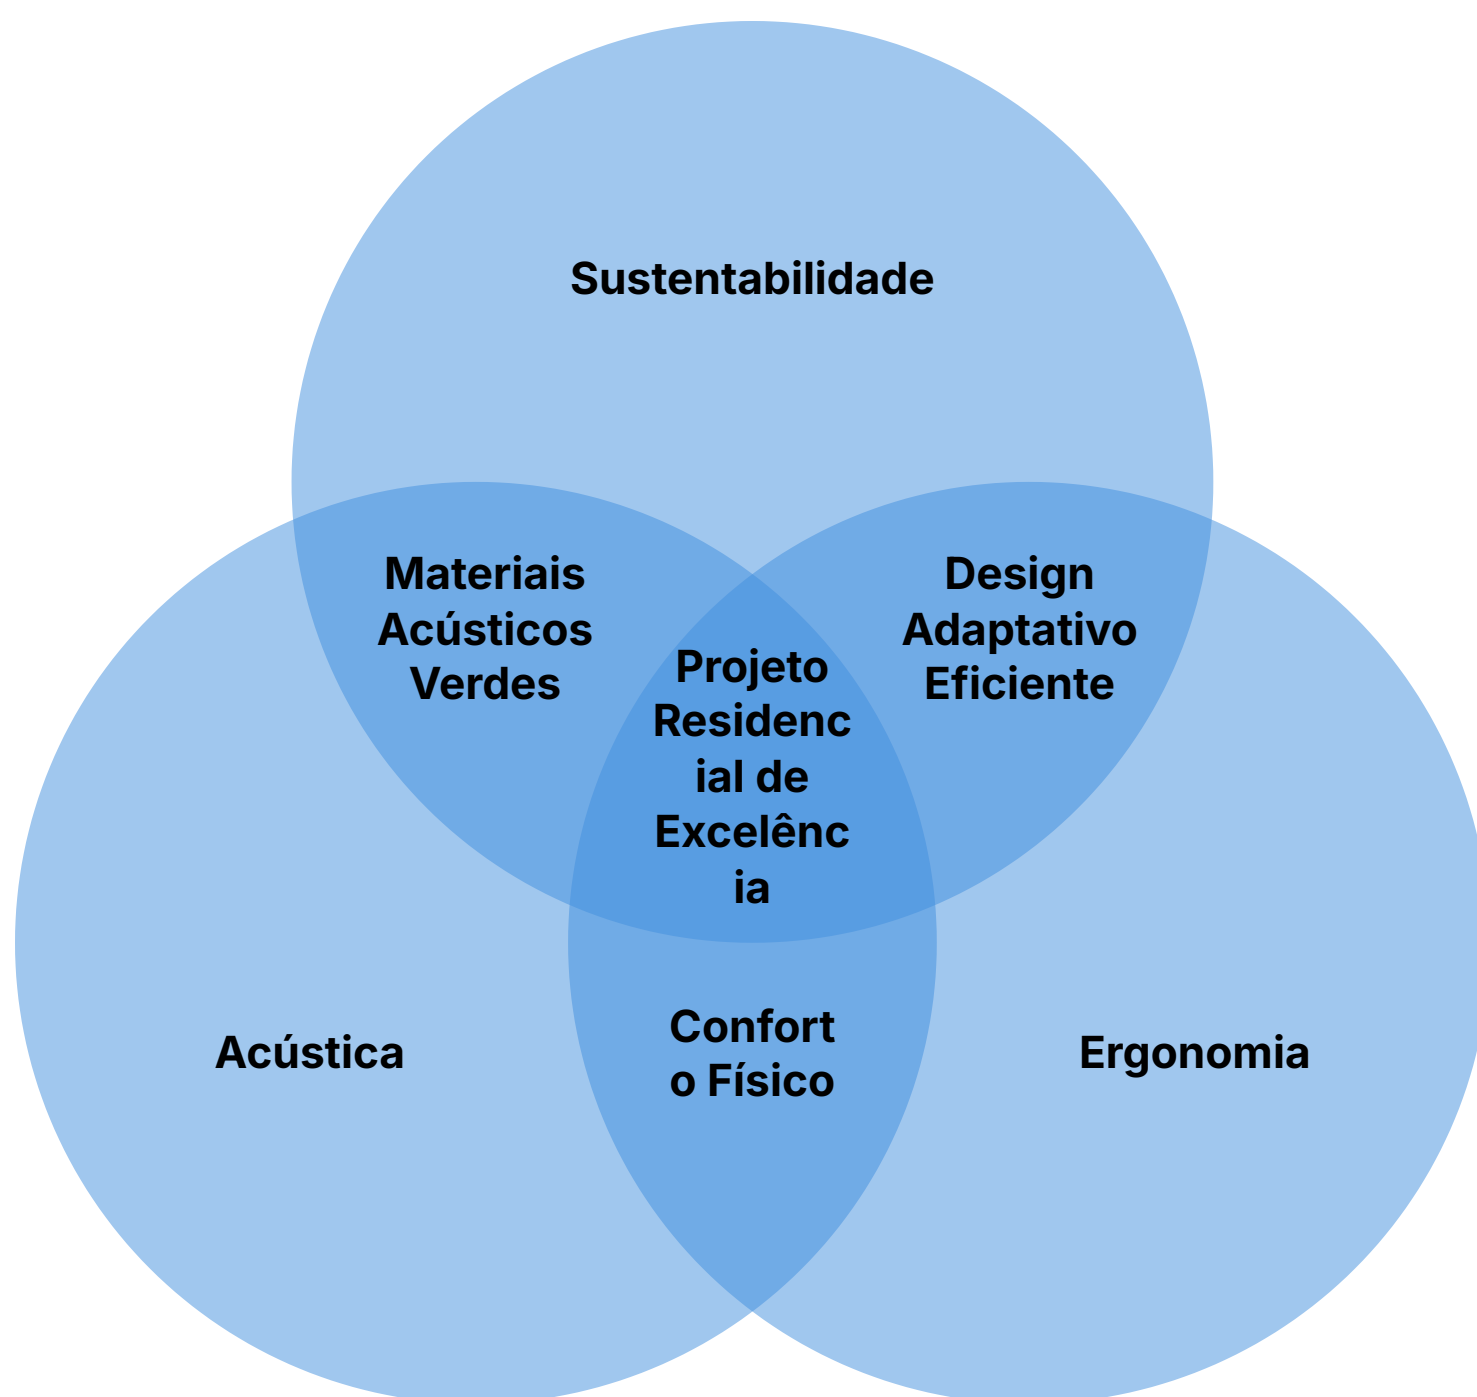 Sustentabilidade
Materiais
Acústicos
Verdes
Design
Adaptativo
Eficiente
Projeto
Residenc
ial de
Excelênc
ia
Acústica
Confort
o Físico
Ergonomia